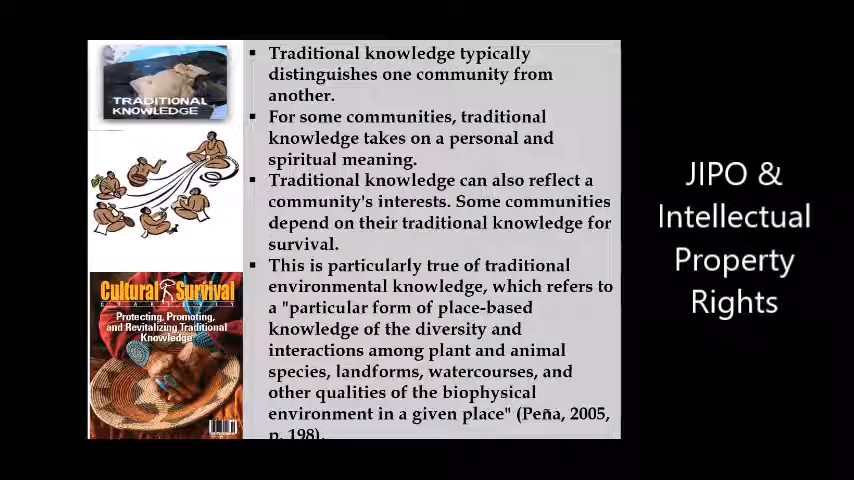 TRADITIONAL
KNOWLEDGE
Cultural Survival
QUARTERLY
Protecting, Promoting,
and Revitalizing Traditional
Knowledge
▪ Traditional knowledge typically
distinguishes one community from
another.
▪ For some communities, traditional
knowledge takes on a personal and
spiritual meaning.
▪ Traditional knowledge can also reflect a
community's interests. Some communities
depend on their traditional knowledge for
survival.
▪ This is particularly true of traditional
environmental knowledge, which refers to
a "particular form of place-based
knowledge of the diversity and
interactions among plant and animal
species, landforms, watercourses, and
other qualities of the biophysical
environment in a given place" (Peña, 2005,
p. 198).
JIPO &
Intellectual
Property
Rights